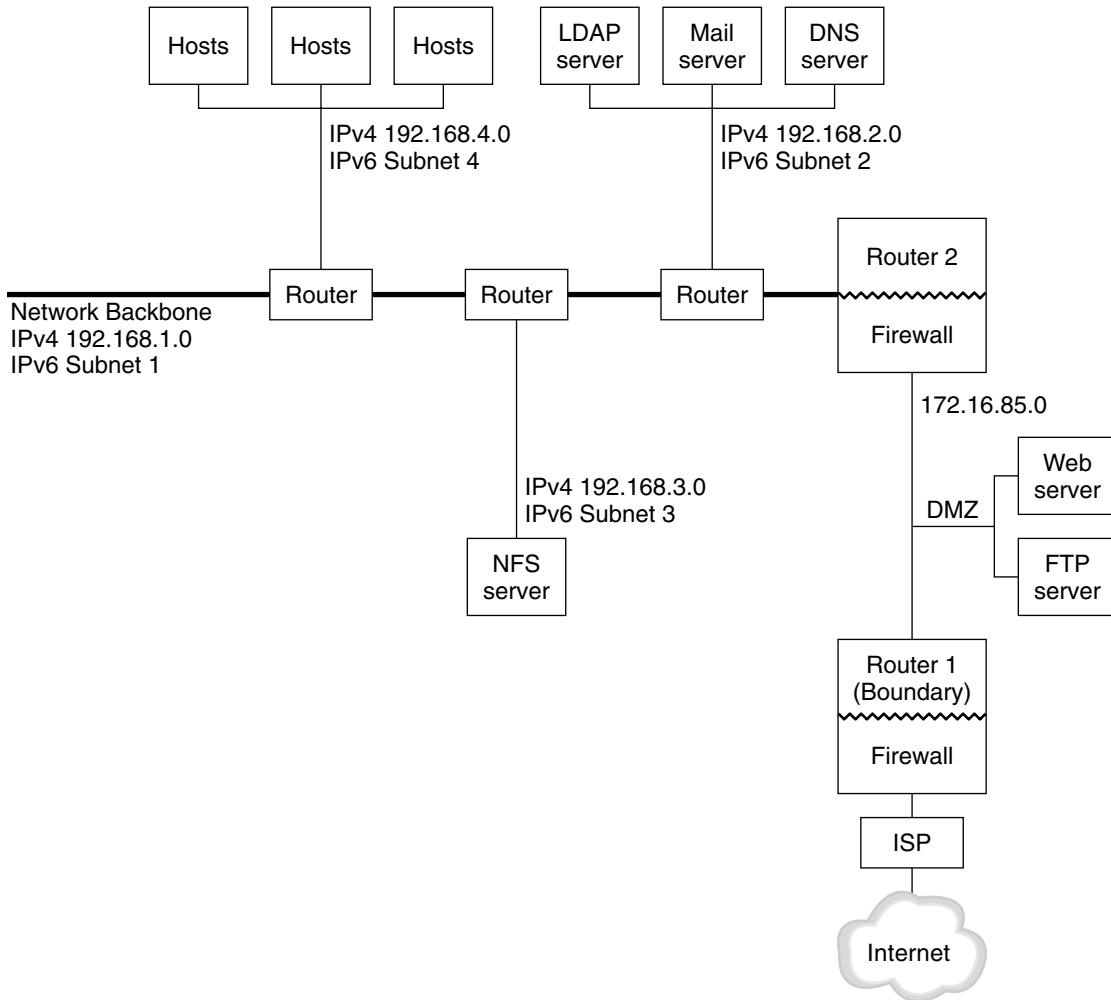 Hosts
Hosts
Hosts
LDAP
server
Mail
server
DNS
server
IPv4 192.168.4.0
IPv6 Subnet 4
IPv4 192.168.2.0
IPv6 Subnet 2
Router 2
Firewall
Router
Router
Router
Network Backbone
IPv4 192.168.1.0
IPv6 Subnet 1
172.16.85.0
Web
server
DMZ
FTP
server
IPv4 192.168.3.0
IPv6 Subnet 3
NFS
server
Router 1
(Boundary)
Firewall
ISP
Internet